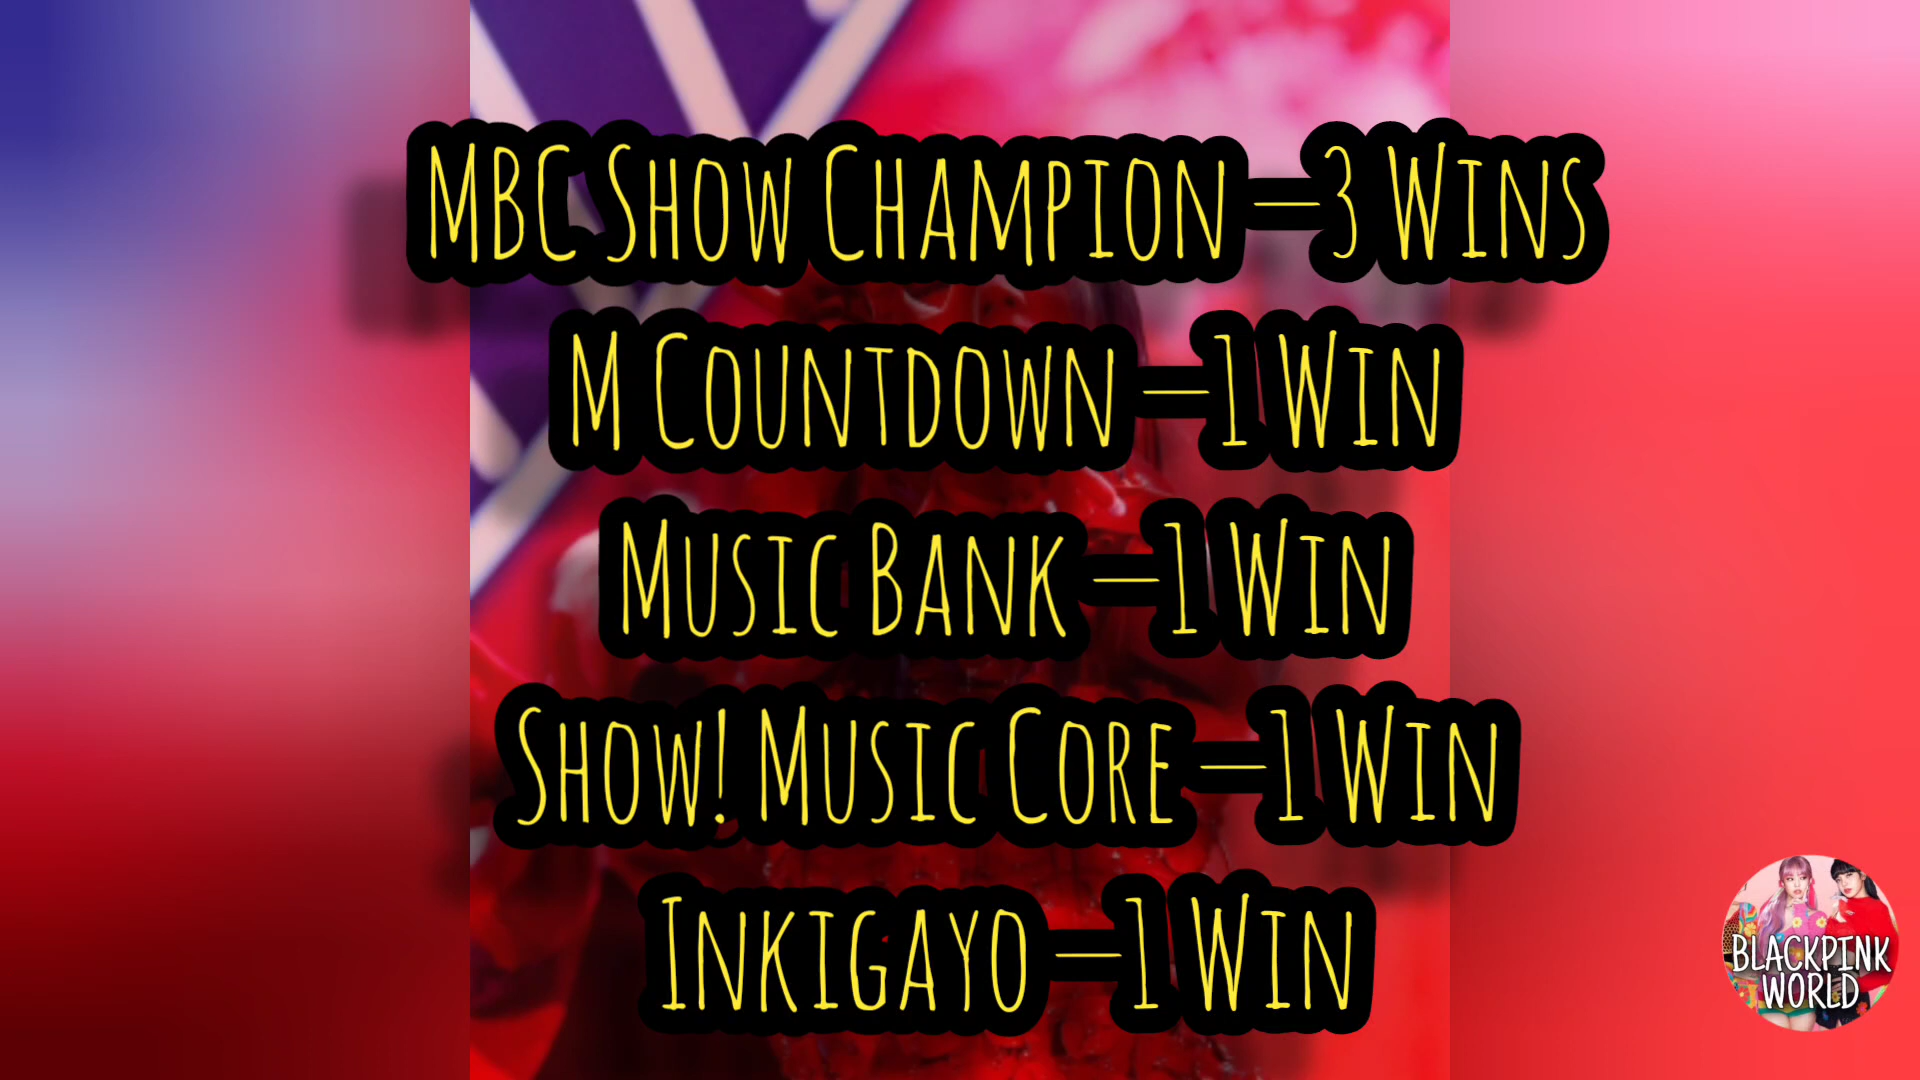 MBC Show Champion — 3 Wins
M Countdown — 1 Win
Music Bank — 1 Win
Show! Music Core — 1 Win
Inkigayo — 1 Win
BLACKPINK
WORLD